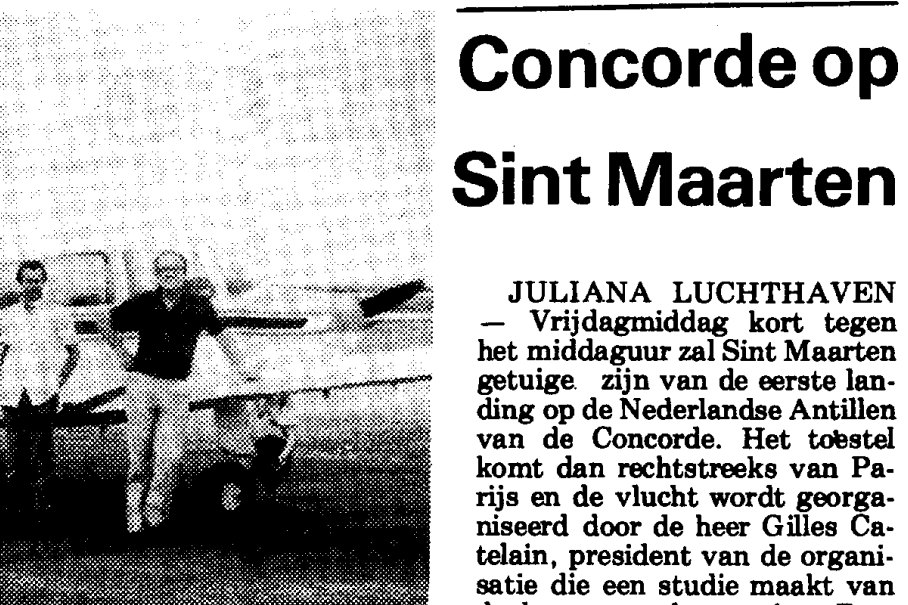 Concorde op
Sint Maarten
JULIANA LUCHTHAVEN
— Vrijdagmiddag kort tegen
het middaguur zal Sint Maarten
getuige zijn van de eerste lan-
ding op de Nederlandse Antillen
van de Concorde. Het toestel
komt dan rechtstreeks van Pa-
rijs en de vlucht wordt georga-
niseerd door de heer Gilles Ca-
telain, president van de organi-
satie die een studie maakt van